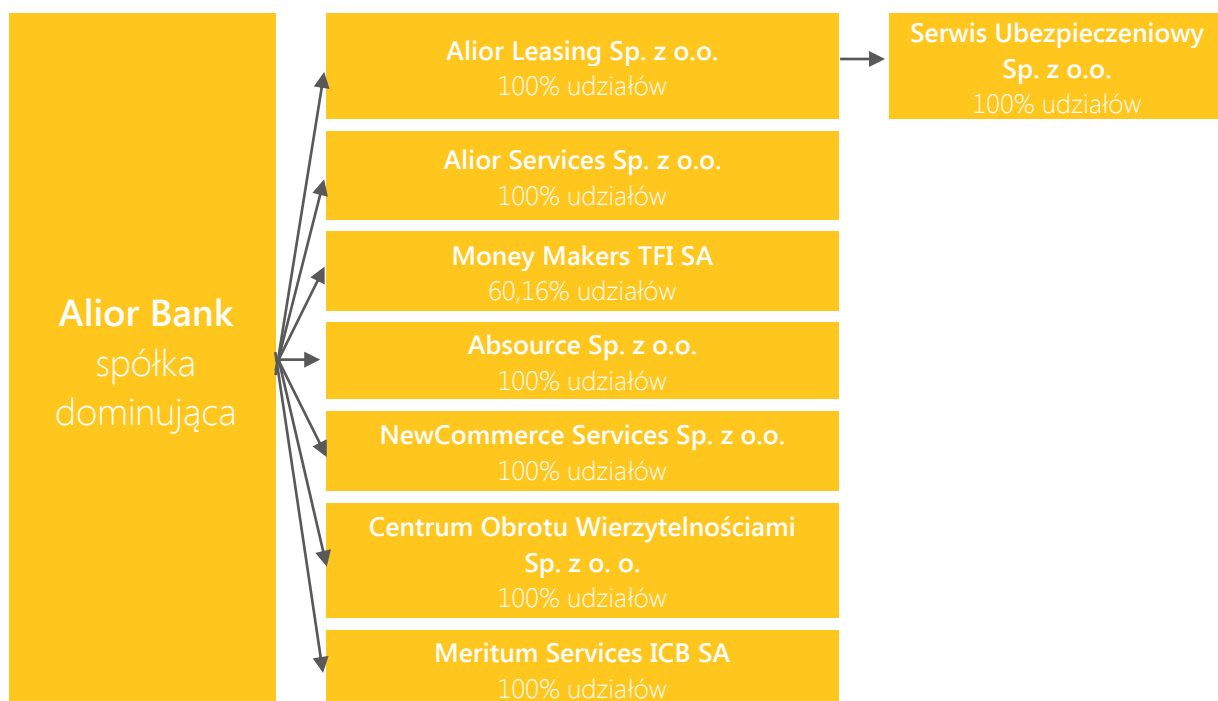 Alior Bank
spółka
dominująca
Alior Leasing Sp. z o.o.
100% udziałów
Serwis Ubezpieczeniowy
Sp. z o.o.
100% udziałów
Alior Services Sp. z o.o.
100% udziałów
Money Makers TFI SA
60,16% udziałów
Absource Sp. z o.o.
100% udziałów
NewCommerce Services Sp. z o.o.
100% udziałów
Centrum Obrotu Wierzytelnościami
Sp. z o. o.
100% udziałów
Meritum Services ICB SA
100% udziałów